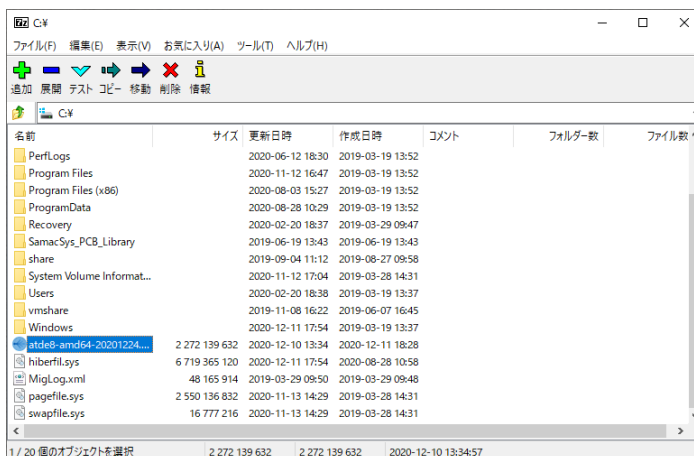 7z C:¥
ファイル(F) 編集(E) 表示(V) お気に入り(A) ツール(T) ヘルプ(H)
追加 展開 テスト コピー 移動 削除 情報
C:¥
名前 サイズ 更新日時 作成日時 コメント フォルダー数 ファイル数
PerfLogs 2020-06-12 18:30 2019-03-19 13:52
Program Files 2020-11-12 16:47 2019-03-19 13:52
Program Files (x86) 2020-08-03 15:27 2019-03-19 13:52
ProgramData 2020-08-28 10:29 2019-03-19 13:52
Recovery 2020-02-20 18:37 2019-03-29 09:47
SamacSys_PCB_Library 2019-06-19 13:43 2019-06-19 13:43
share 2019-09-04 11:12 2019-08-27 09:58
System Volume Informat... 2020-11-12 17:04 2019-03-28 14:31
Users 2020-02-20 18:38 2019-03-19 13:37
vmshare 2019-11-08 16:22 2019-06-07 16:45
Windows 2020-12-11 17:54 2019-03-19 13:37
atde8-amd64-20201224.... 2 272 139 632 2020-12-10 13:34 2020-12-11 18:28
hiberfil.sys 6 719 365 120 2020-12-11 17:54 2020-08-28 10:58
MigLog.xml 48 165 914 2019-03-29 09:50 2019-03-29 09:48
pagefile.sys 2 550 136 832 2020-11-13 14:29 2019-03-28 14:31
swapfile.sys 16 777 216 2020-11-13 14:29 2019-03-28 14:31
1 / 20 個のオブジェクトを選択 2 272 139 632 2 272 139 632 2020-12-10 13:34:57